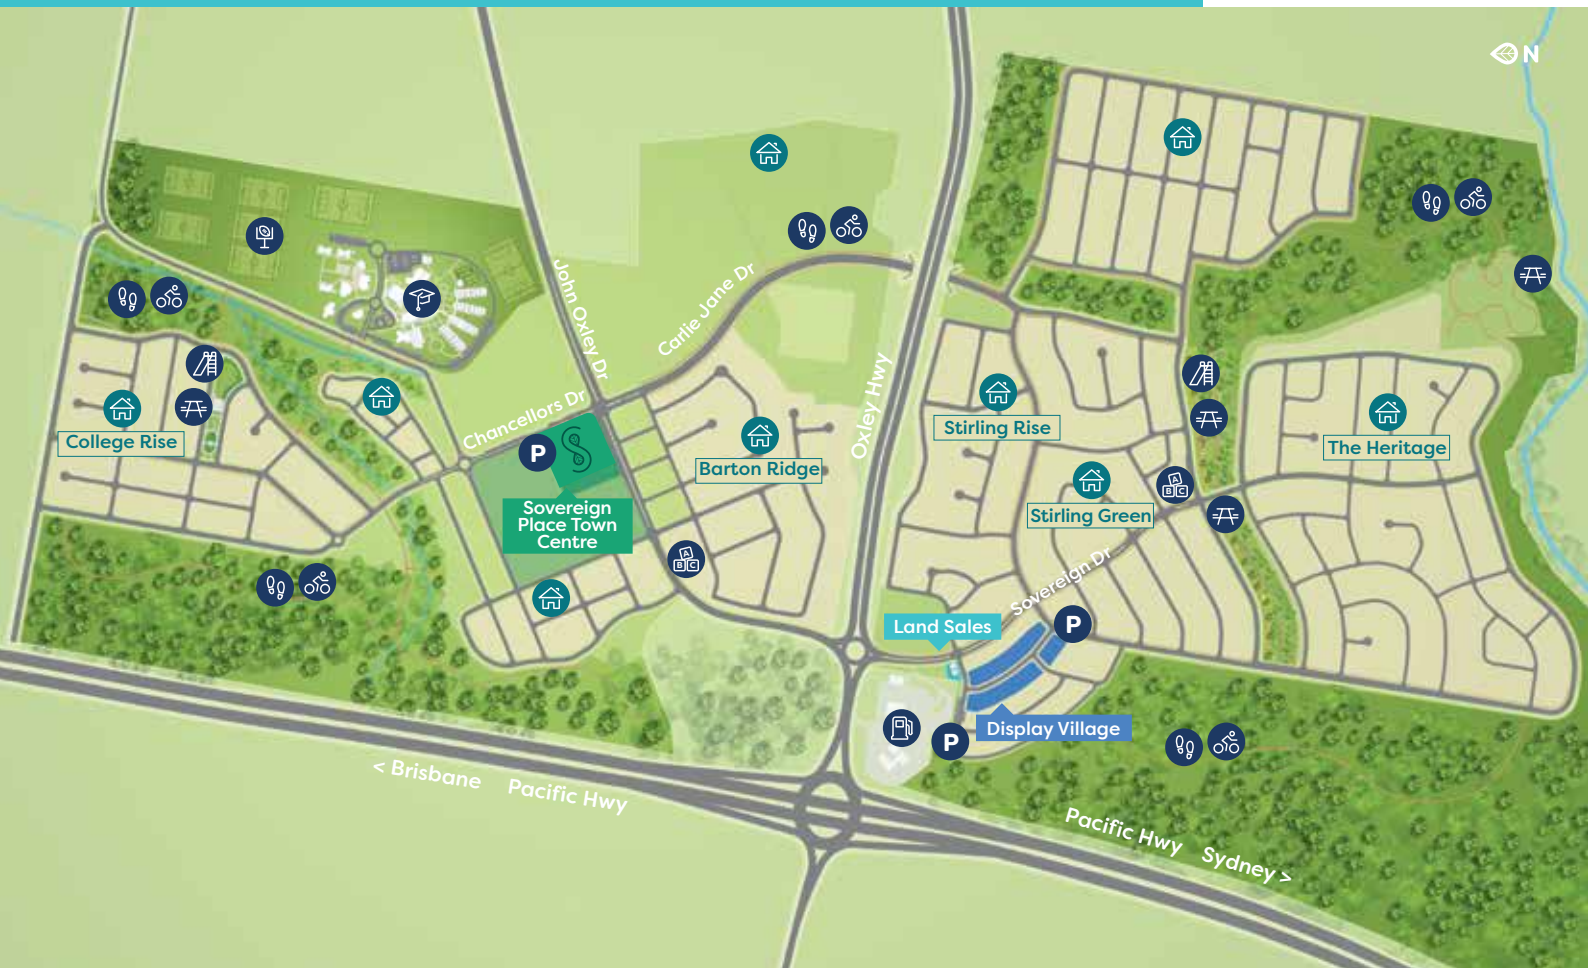 N
John Oxley Dr
Carlie Jane Dr
Oxley Hwy
Chancellors Dr
College Rise
P
Barton Ridge
Sovereign
Place Town
Centre
Stirling Rise
The Heritage
Stirling Green
A
B C
A
B C
Sovereign Dr
Land Sales
P
Display Village
P
< Brisbane Pacific Hwy
Pacific Hwy Sydney >